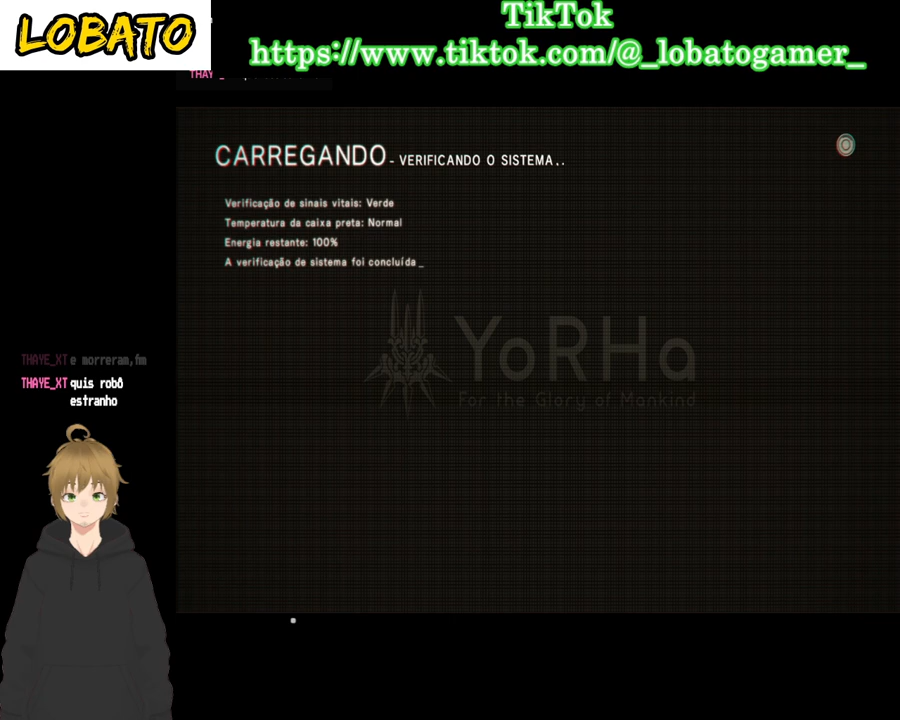 LOBATO
TikTok
https://www.tiktok.com/@_lobatogamer_
THAY
CARREGANDO - VERIFICANDO O SISTEMA..
Verificação de sinais vitais: Verde
Temperatura da caixa preta: Normal
Energia restante: 100%
A verificação de sistema foi concluída_
YoRHa
For the Glory of Mankind
THAYE_XT e morreram,fm
THAYE_XT quis robô
estranho